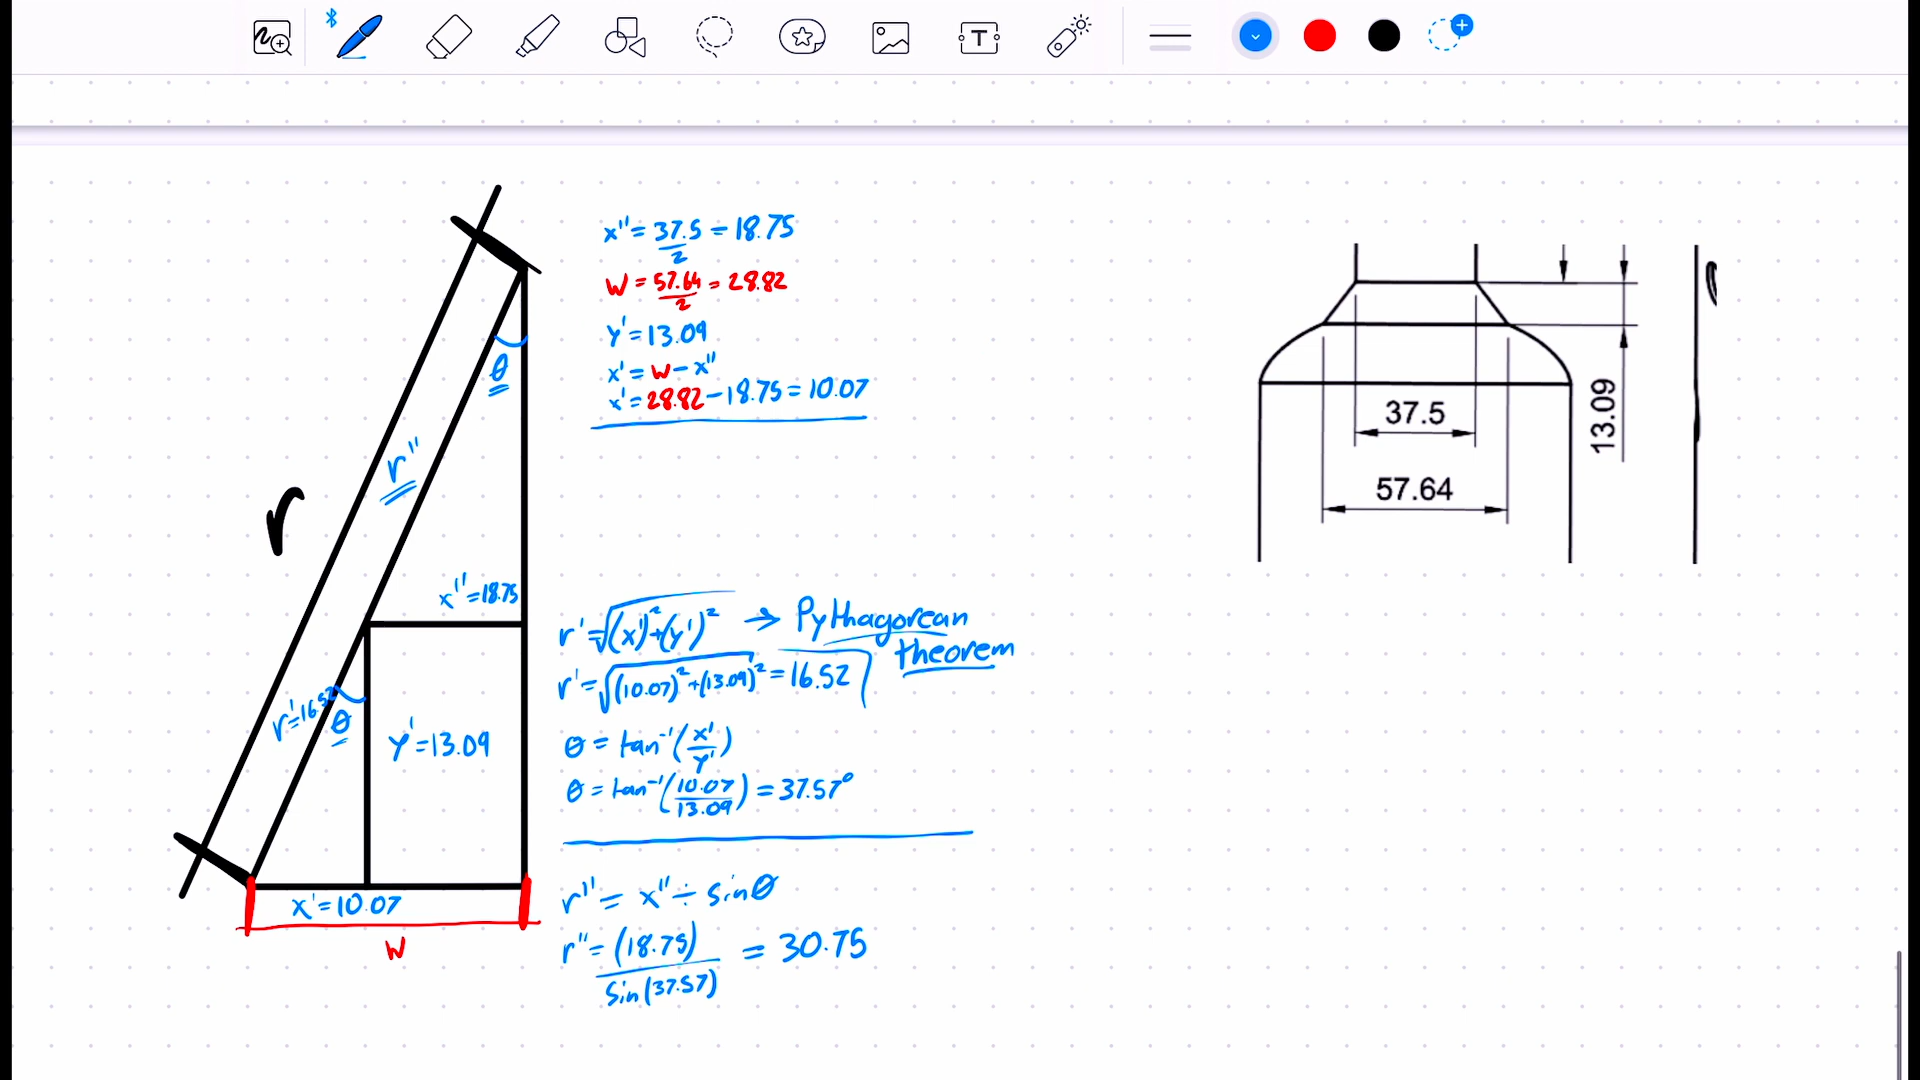 x'' = 37.5/2 = 18.75
W = 57.64/2 = 28.82
Y' = 13.09
x' = W - x''
x' = 28.82 - 18.75 = 10.07
θ
r''
r
x'' = 18.75
r' = 16.52
θ
Y' = 13.09
x' = 10.07
W
r' = √(x')² + (y')² → Pythagorean
theorem
r' = √(10.07)² + (13.09)² = 16.52
θ = tan⁻¹(x'/Y')
θ = tan⁻¹(10.07/13.09) = 37.57°
r'' = x'' ÷ sinθ
r'' = (18.75)/sin(37.57) = 30.75
37.5
57.64
13.09
T